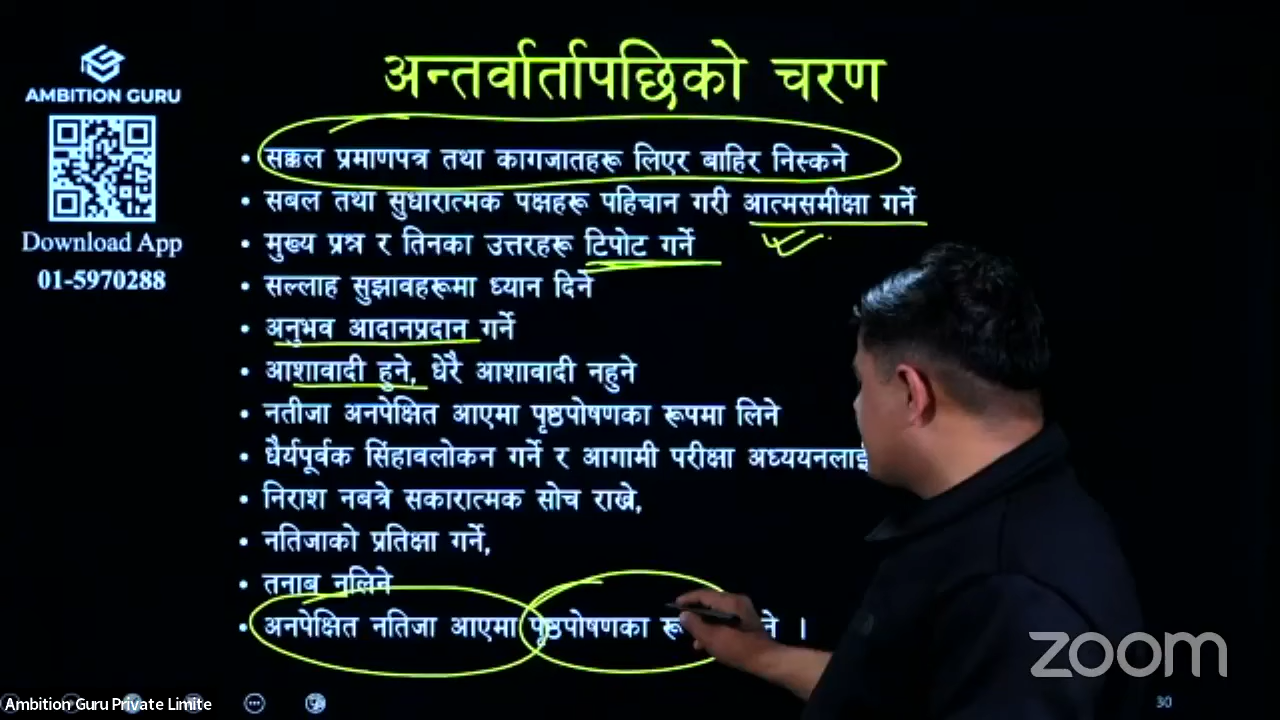 AMBITION GURU
Download App
01-5970288
अन्तर्वार्तापछिको चरण
• सक्कल प्रमाणपत्र तथा कागजातहरू लिएर बाहिर निस्कने
• सबल तथा सुधारात्मक पक्षहरू पहिचान गरी आत्मसमीक्षा गर्ने
• मुख्य प्रश्न र तिनका उत्तरहरू टिपोट गर्ने
• सल्लाह सुझावहरूमा ध्यान दिने
• अनुभव आदानप्रदान गर्ने
• आशावादी हुने, धेरै आशावादी नहुने
• नतीजा अनपेक्षित आएमा पृष्ठपोषणका रूपमा लिने
• धैर्यपूर्वक सिंहावलोकन गर्ने र आगामी परीक्षा अध्ययनलाई
• निराश नबन्ने सकारात्मक सोच राख्ने,
• नतिजाको प्रतिक्षा गर्ने,
• तनाब नलिने
• अनपेक्षित नतिजा आएमा पृष्ठपोषणका
zoom
Ambition Guru Private Limite
30